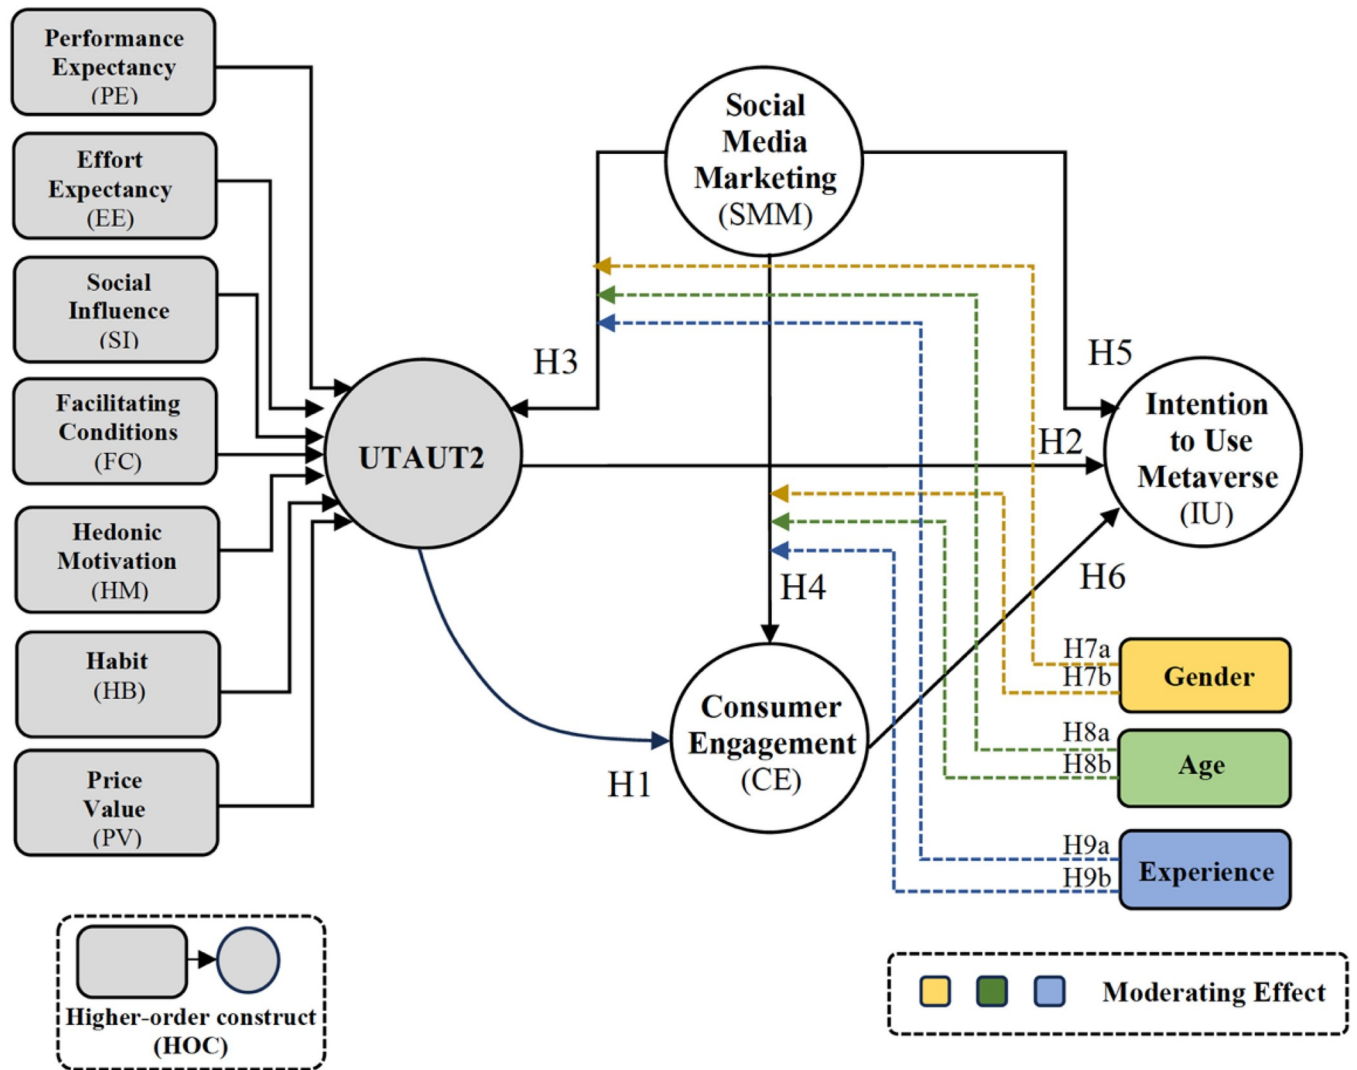 Performance
Expectancy
(PE)
Effort
Expectancy
(EE)
Social
Influence
(SI)
Facilitating
Conditions
(FC)
Hedonic
Motivation
(HM)
Habit
(HB)
Price
Value
(PV)
UTAUT2
Social
Media
Marketing
(SMM)
H3
H5
H2
Intention
to Use
Metaverse
(IU)
H4
H6
H1
Consumer
Engagement
(CE)
H7a
H7b
Gender
H8a
H8b
Age
H9a
H9b
Experience
Higher-order construct
(HOC)
Moderating Effect